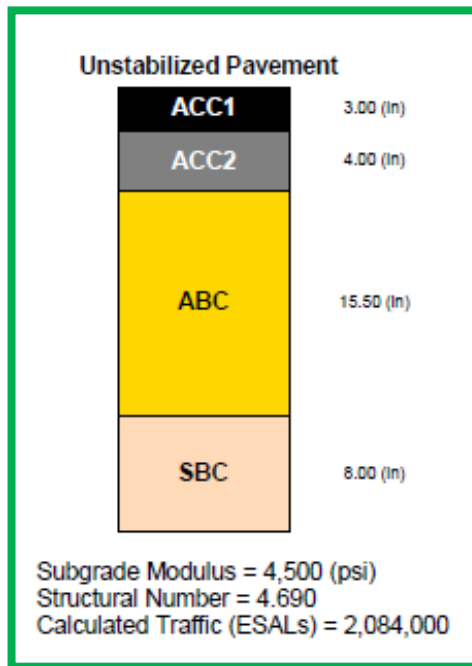 Unstabilized Pavement
ACC1 3.00 (in)
ACC2 4.00 (in)
ABC 15.50 (in)
SBC 8.00 (in)
Subgrade Modulus = 4,500 (psi)
Structural Number = 4.690
Calculated Traffic (ESALs) = 2,084,000